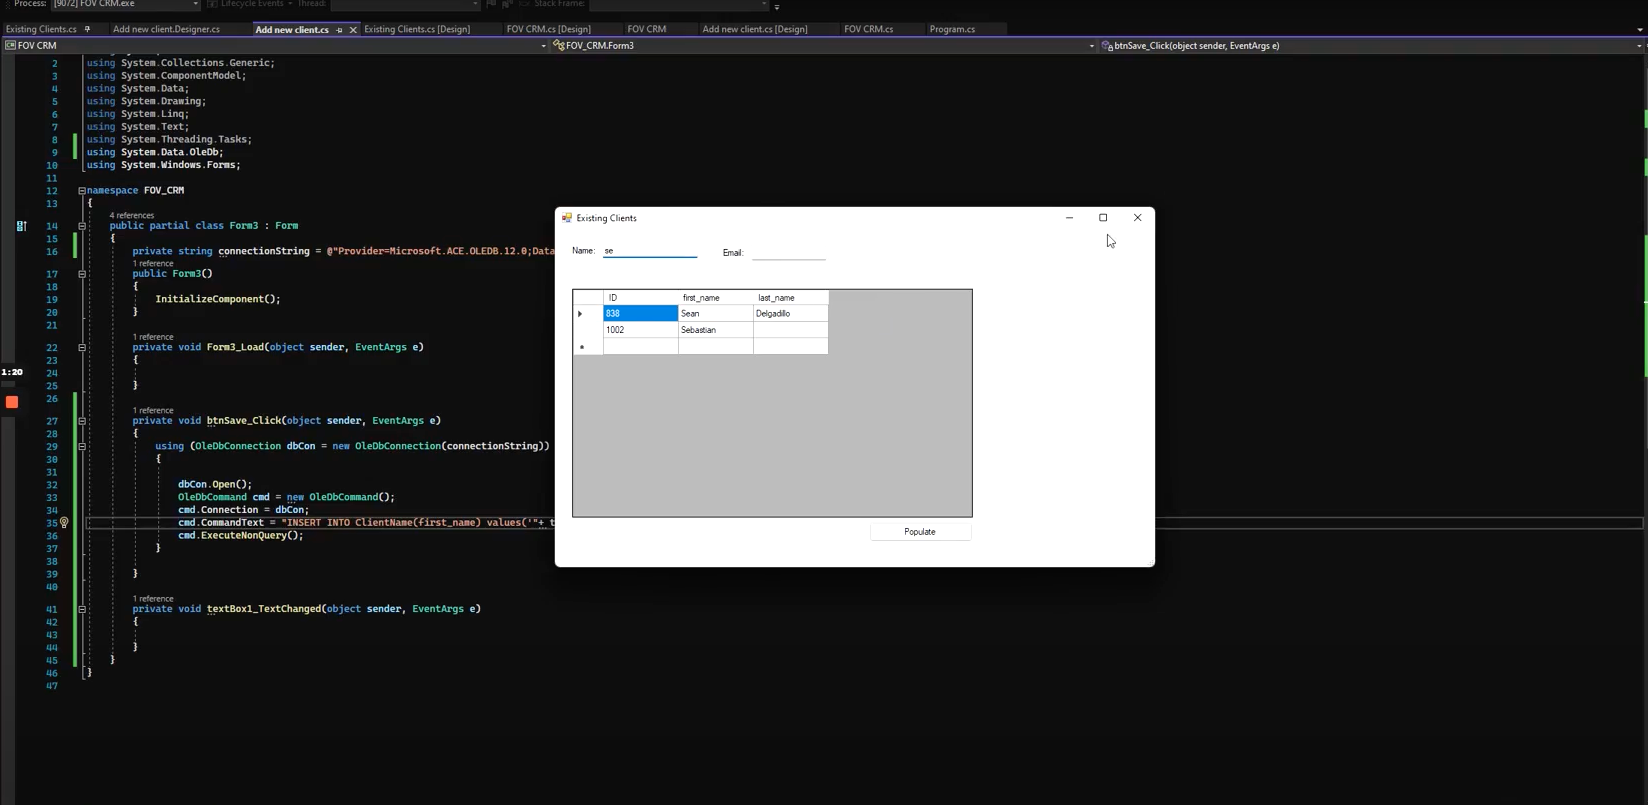 Process: [9072] FOV CRM.exe Lifecycle Events Thread: Stack Frame:
Existing Clients.cs Add new client.Designer.cs Add new client.cs Existing Clients.cs [Design] FOV CRM.cs [Design] FOV CRM Add new client.cs [Design] FOV CRM.cs Program.cs
FOV CRM FOV_CRM.Form3 btnSave_Click(object sender, EventArgs e)
2 using System.Collections.Generic;
3 using System.ComponentModel;
4 using System.Data;
5 using System.Drawing;
6 using System.Linq;
7 using System.Text;
8 using System.Threading.Tasks;
9 using System.Data.OleDb;
10 using System.Windows.Forms;
11
12 namespace FOV_CRM
13 {
4 references
14 public partial class Form3 : Form
15 {
16 private string connectionString = @"Provider=Microsoft.ACE.OLEDB.12.0;Data
1 reference
17 public Form3()
18 {
19 InitializeComponent();
20 }
21
1 reference
22 private void Form3_Load(object sender, EventArgs e)
23 {
24
25 }
26
1 reference
27 private void btnSave_Click(object sender, EventArgs e)
28 {
29 using (OleDbConnection dbCon = new OleDbConnection(connectionString))
30 {
31
32 dbCon.Open();
33 OleDbCommand cmd = new OleDbCommand();
34 cmd.Connection = dbCon;
35 cmd.CommandText = "INSERT INTO ClientName(first_name) values('"+ t
36 cmd.ExecuteNonQuery();
37 }
38
39 }
40
1 reference
41 private void textBox1_TextChanged(object sender, EventArgs e)
42 {
43
44 }
45 }
46 }
47
1:20
Existing Clients
Name: se Email:
ID first_name last_name
838 Sean Delgadillo
1002 Sebastian
Populate